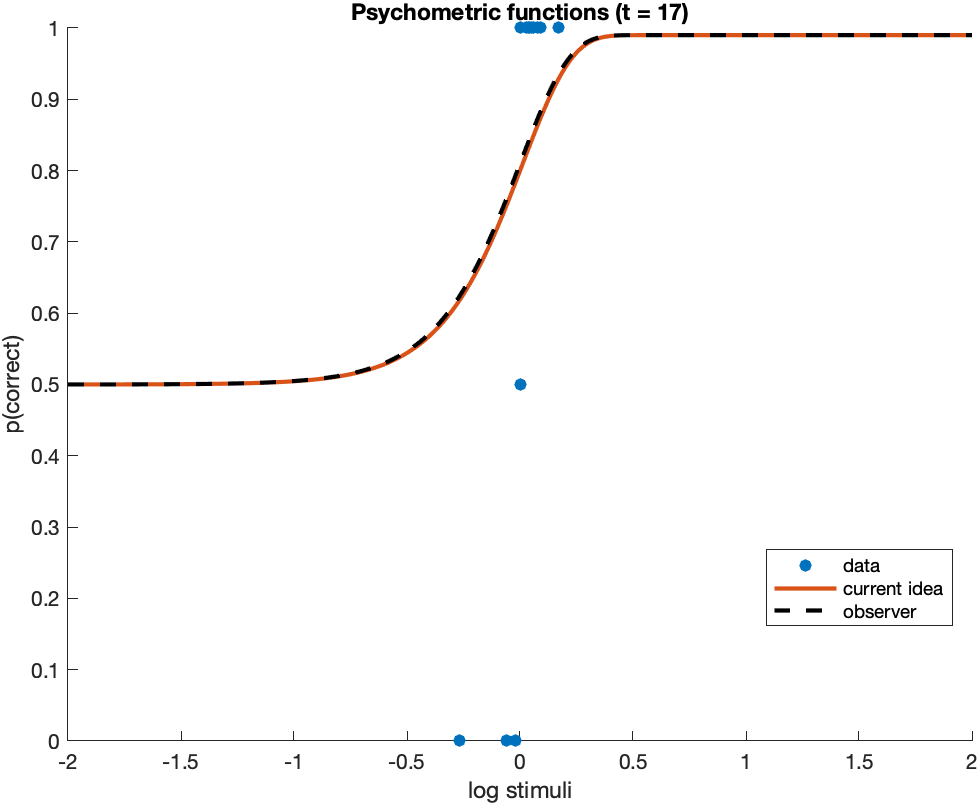 Psychometric functions (t = 17)
1
0.9
0.8
0.7
0.6
0.5
0.4
0.3
0.2
0.1
0
p(correct)
data
current idea
observer
-2 -1.5 -1 -0.5 0 0.5 1 1.5 2
log stimuli